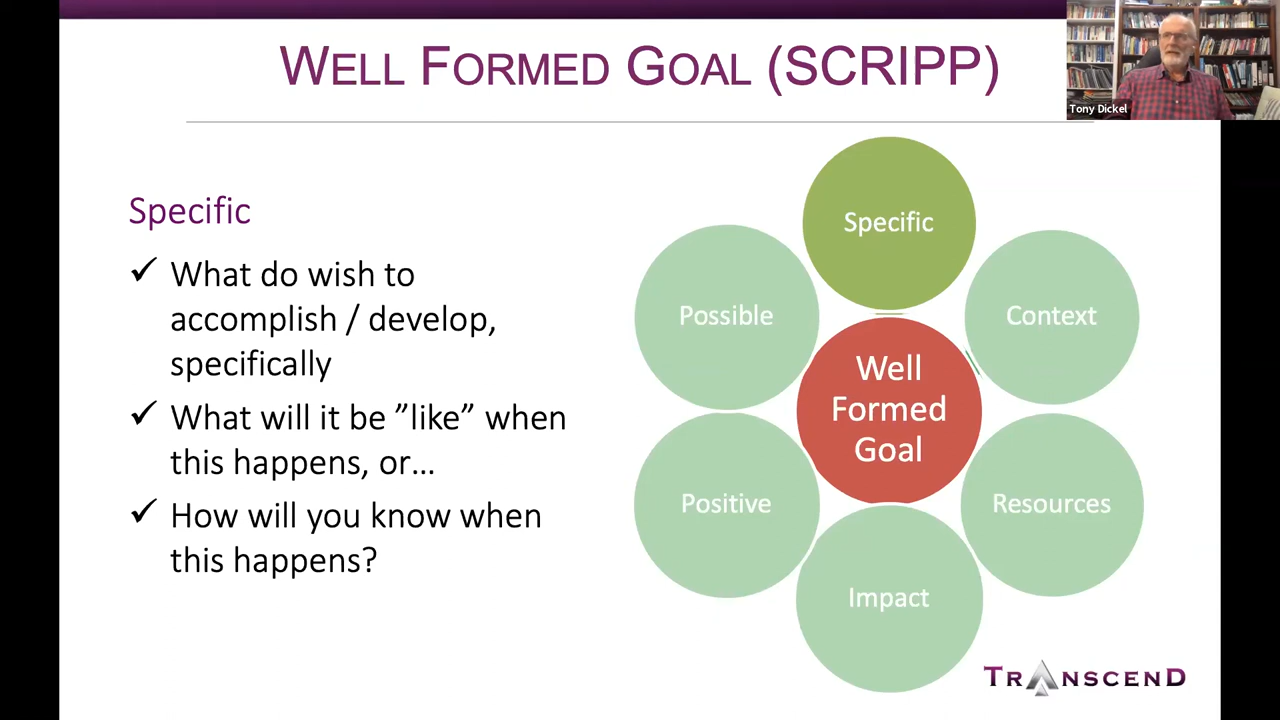 WELL FORMED GOAL (SCRIPP)
Tony Dickel
Specific
✓ What do wish to
accomplish / develop,
specifically
✓ What will it be ”like” when
this happens, or...
✓ How will you know when
this happens?
Specific
Possible
Context
Well
Formed
Goal
Positive
Resources
Impact
TRANSCEND